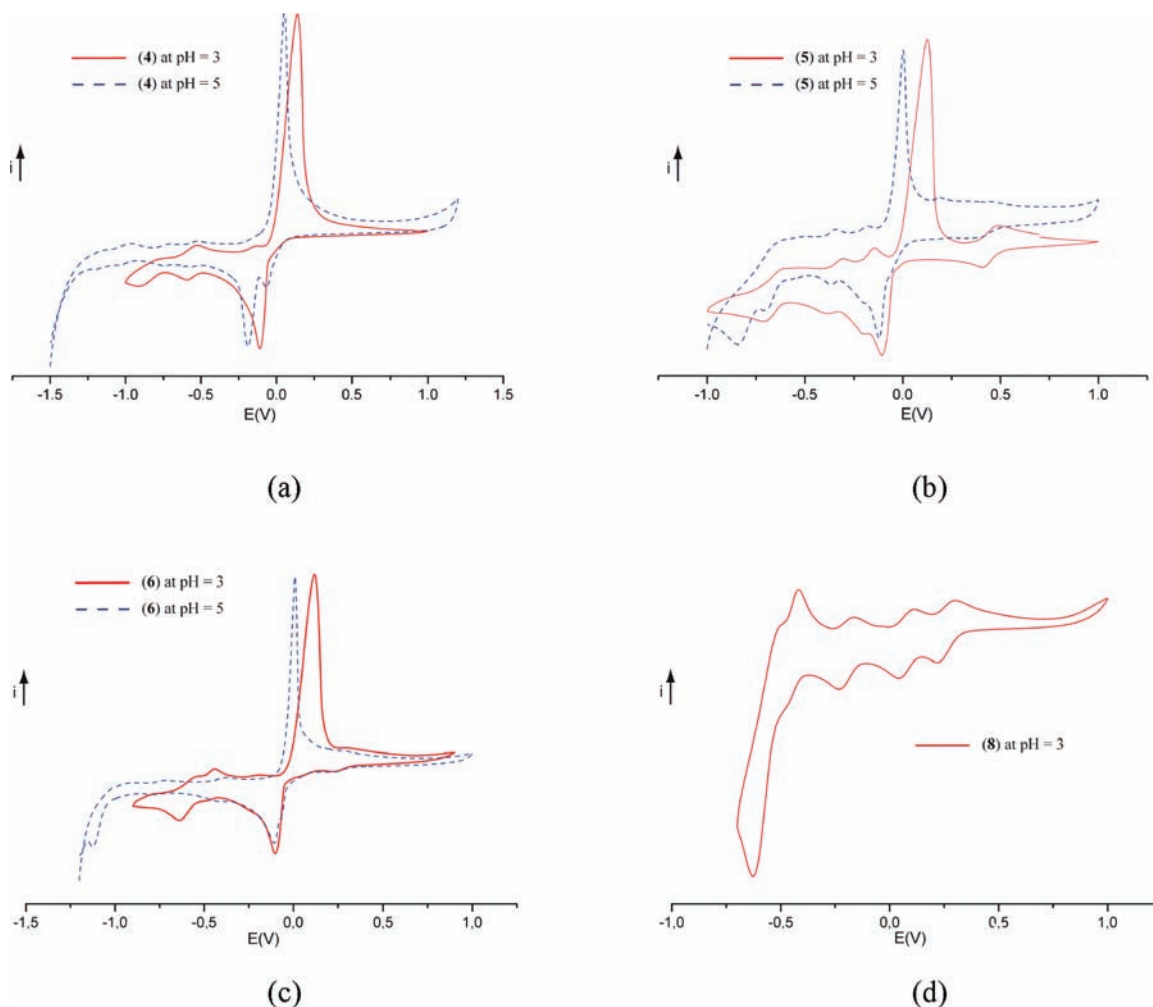 (4) at pH = 3
(4) at pH = 5
i
-1.5 -1.0 -0.5 0.0 0.5 1.0 1.5
E(V)
(a)
(5) at pH = 3
(5) at pH = 5
i
-1.0 -0.5 0.0 0.5 1.0
E(V)
(b)
(6) at pH = 3
(6) at pH = 5
i
-1,5 -1,0 -0,5 0,0 0,5 1,0
E(V)
(c)
i
(8) at pH = 3
-1,0 -0,5 0,0 0,5 1,0
E(V)
(d)